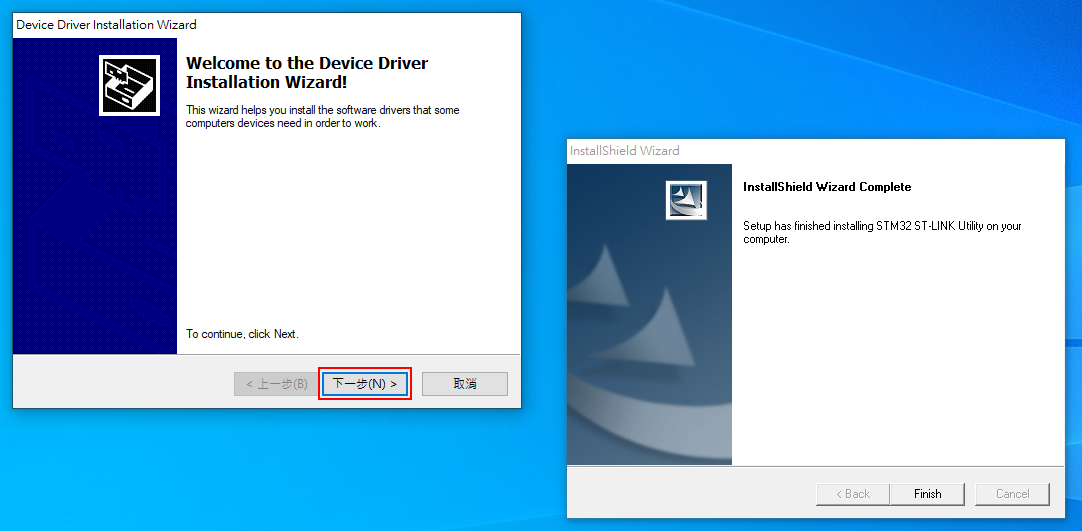 Device Driver Installation Wizard
Welcome to the Device Driver
Installation Wizard!
This wizard helps you install the software drivers that some
computers devices need in order to work.
To continue, click Next.
< 上一步(B)
下一步(N) >
取消
InstallShield Wizard
InstallShield Wizard Complete
Setup has finished installing STM32 ST-LINK Utility on your
computer.
< Back
Finish
Cancel